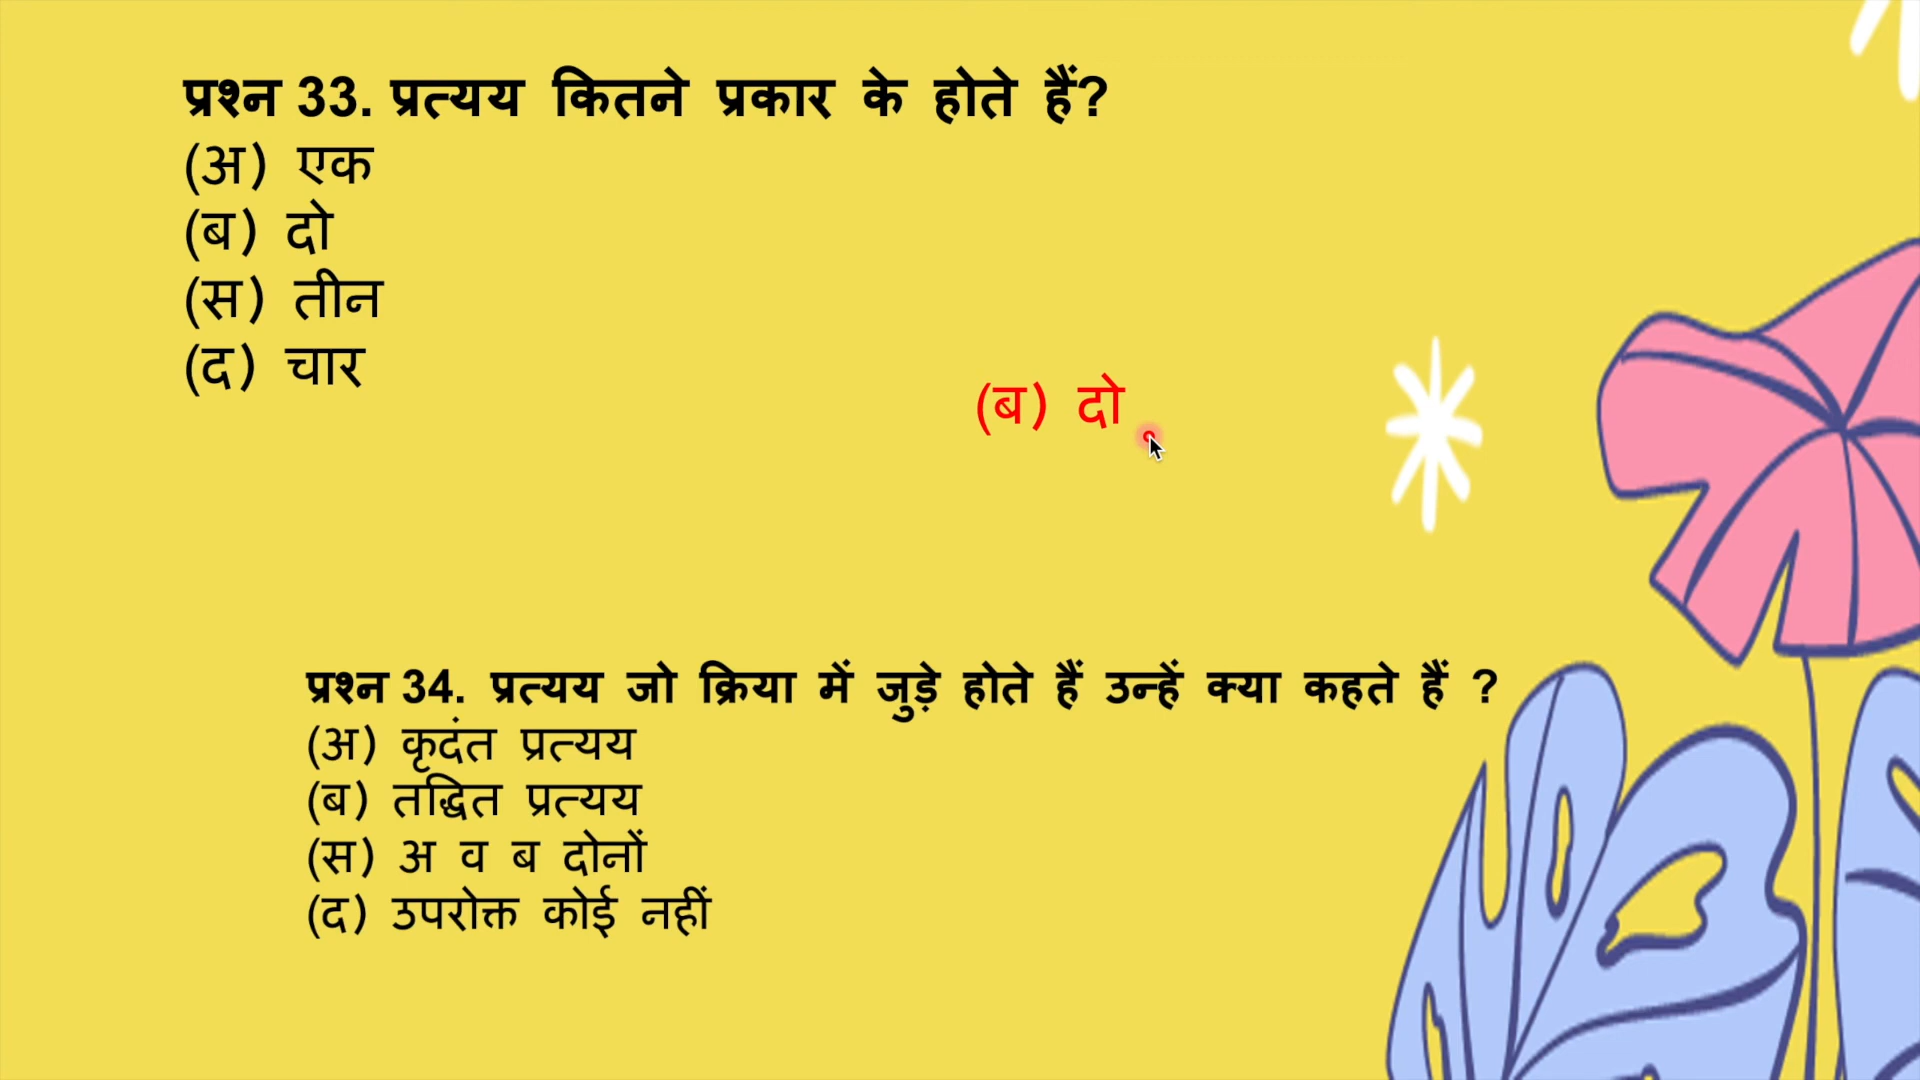 प्रश्न 33. प्रत्यय कितने प्रकार के होते हैं?
(अ) एक
(ब) दो
(स) तीन
(द) चार
(ब) दो
प्रश्न 34. प्रत्यय जो क्रिया में जुड़े होते हैं उन्हें क्या कहते हैं ?
(अ) कृदंत प्रत्यय
(ब) तद्धित प्रत्यय
(स) अ व ब दोनों
(द) उपरोक्त कोई नहीं